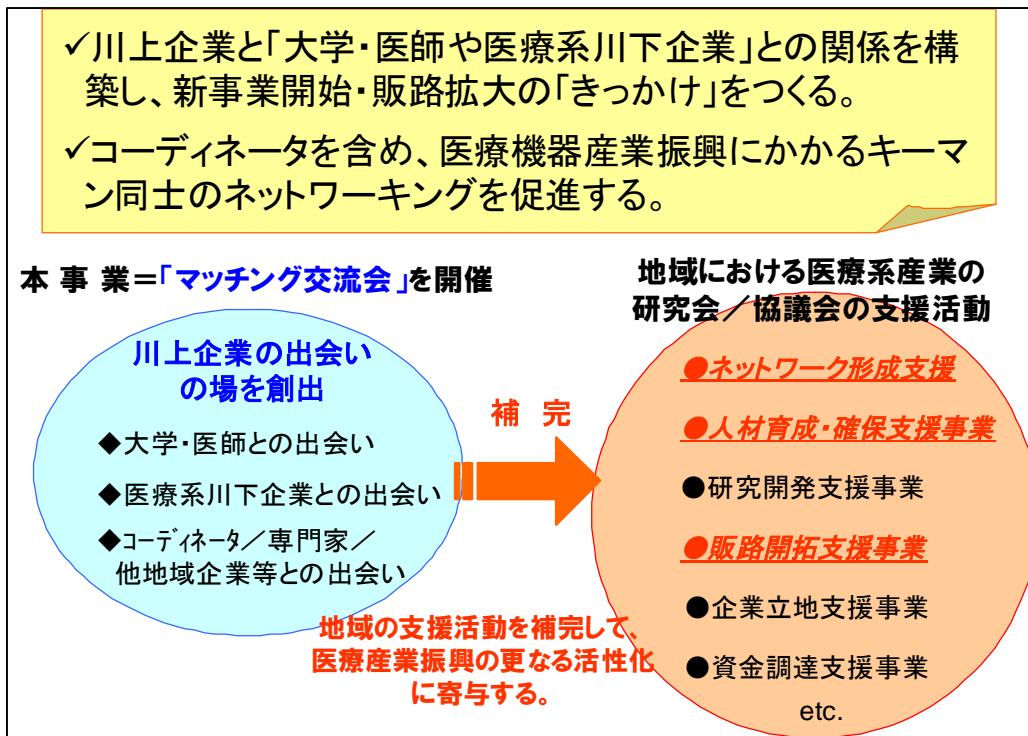 ✓川上企業と「大学・医師や医療系川下企業」との関係を構
築し、新事業開始・販路拡大の「きっかけ」をつくる。
✓コーディネータを含め、医療機器産業振興にかかるキーマ
ン同士のネットワーキングを促進する。
本 事 業＝「マッチング交流会」を開催
川上企業の出会い
の場を創出
◆大学・医師との出会い
◆医療系川下企業との出会い
◆ｺｰﾃﾞｨﾈｰﾀ／専門家／
他地域企業等との出会い
補 完
地域の支援活動を補完して、
医療産業振興の更なる活性化
に寄与する。
地域における医療系産業の
研究会／協議会の支援活動
●ネットワーク形成支援
●人材育成・確保支援事業
●研究開発支援事業
●販路開拓支援事業
●企業立地支援事業
●資金調達支援事業
etc.